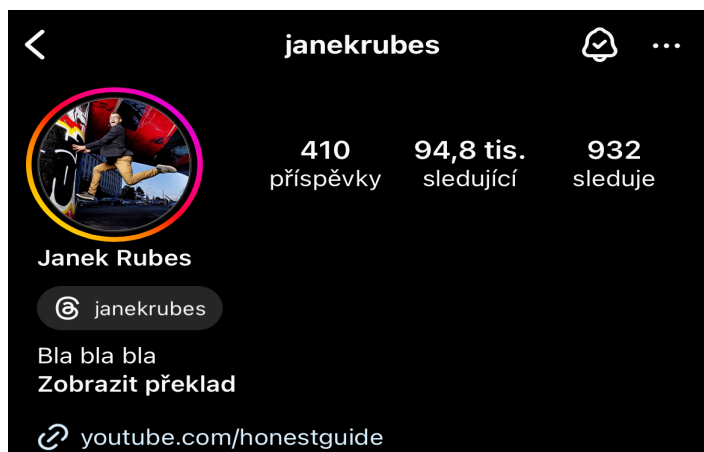 janekrubes
410 94,8 tis. 932
příspěvky sledující sleduje
Janek Rubes
janekrubes
Bla bla bla
Zobrazit překlad
youtube.com/honestguide